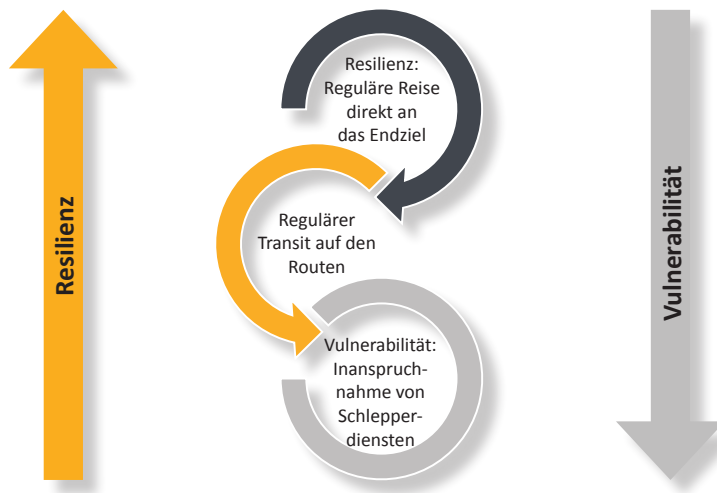 Resilienz
Resilienz:
Reguläre Reise
direkt an
das Endziel
Regulärer
Transit auf den
Routen
Vulnerabilität:
Inanspruch-
nahme von
Schlepper-
diensten
Vulnerabilität